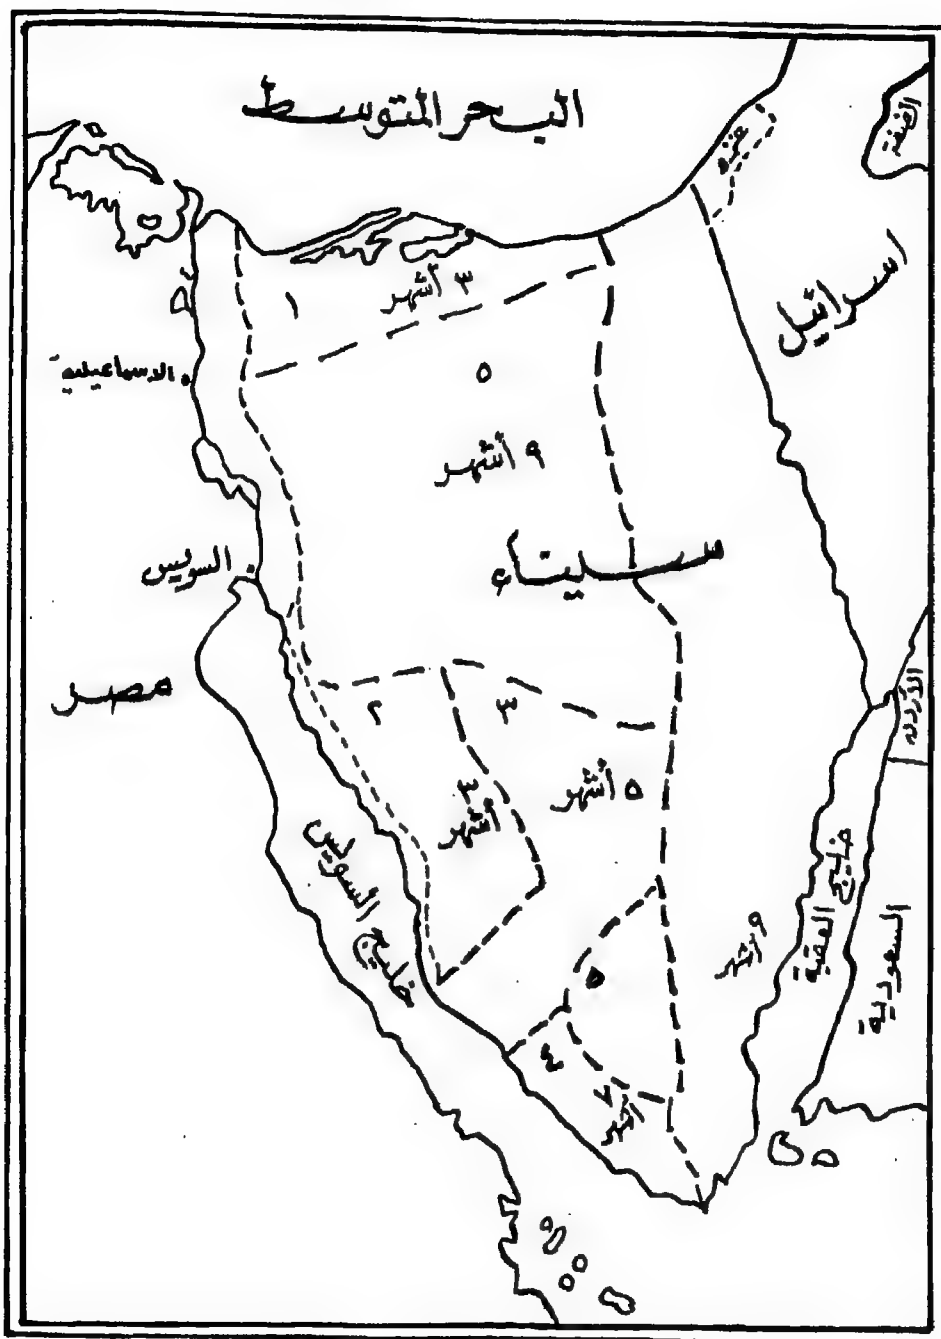 البحر المتوسط
غزه
الضفة
اسرائيل
١
٣ أشهر
الاسماعيلية
٥
٩ أشهر
السويس
سيناء
مصر
الأردن
٢
٣
٣
أشهر
٥ أشهر
خليج السويس
خليج العقبة
السعودية
٩ أشهر
٥
٤
٧
أشهر